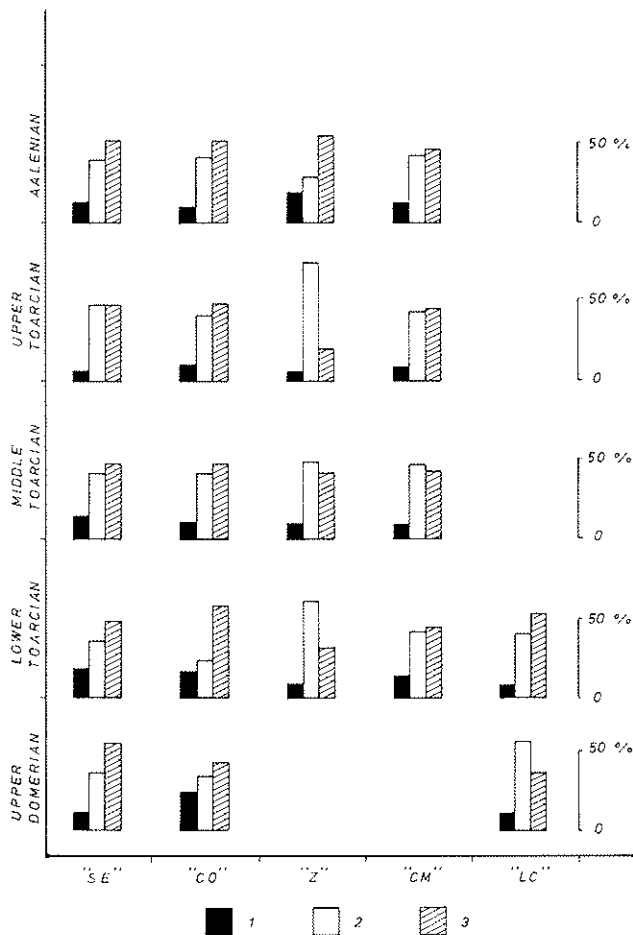 AALENIAN
50 %
0
UPPER
TOARCIAN
50 %
0
MIDDLE
TOARCIAN
50 %
0
LOWER
TOARCIAN
50 %
0
UPPER
DOMERIAN
50 %
0
"SE" "CO" "Z" "CM" "LC"
1 2 3